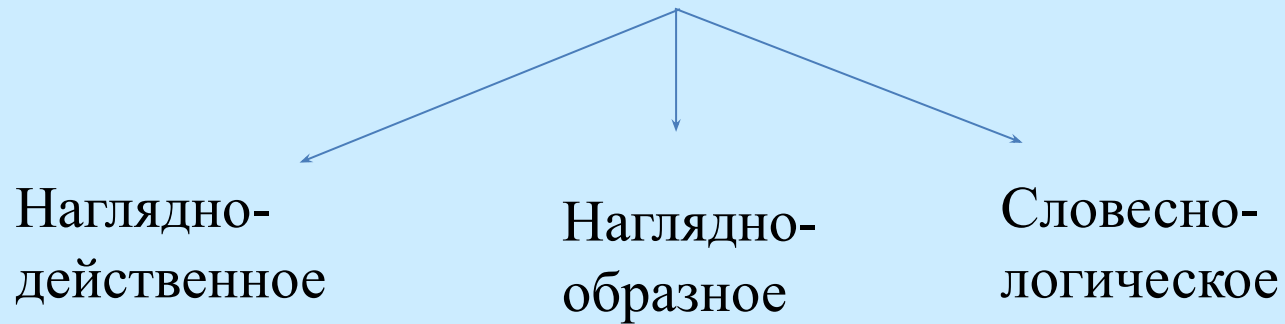 Наглядно-
действенное
Наглядно-
образное
Словесно-
логическое